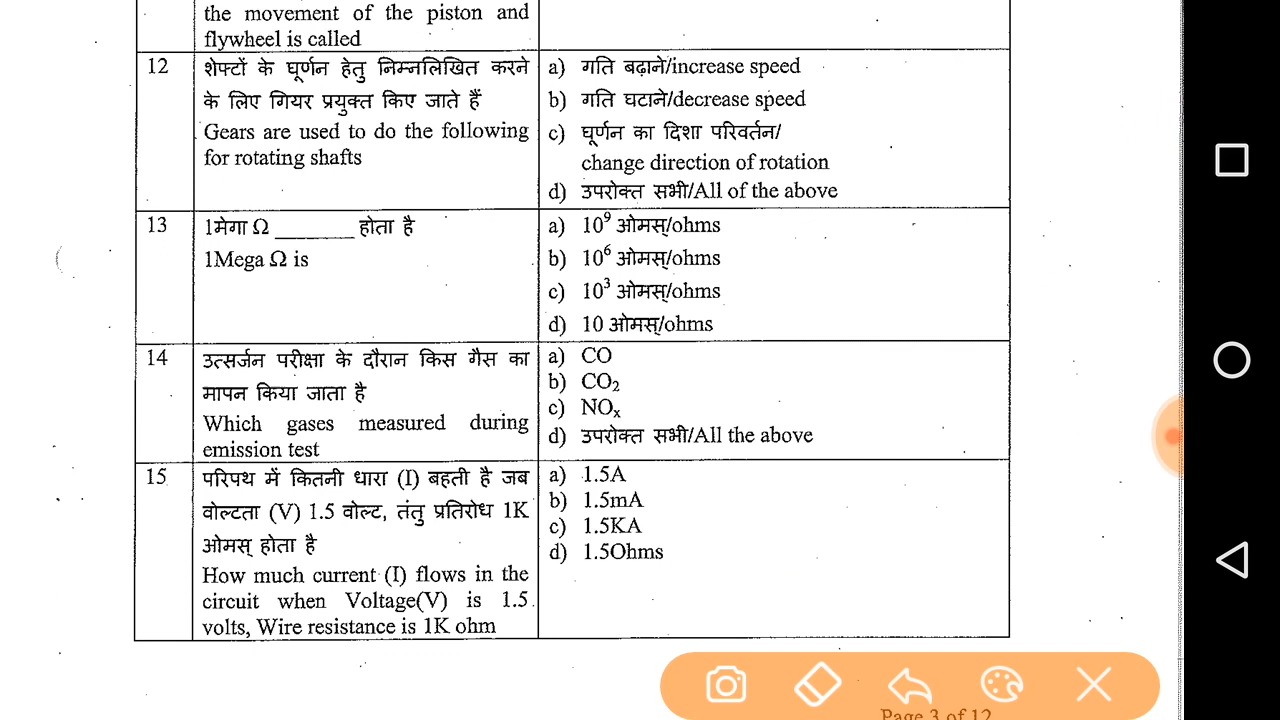 the movement of the piston and
flywheel is called
12
शेफ्टों के घूर्णन हेतु निम्नलिखित करने
के लिए गियर प्रयुक्त किए जाते हैं
Gears are used to do the following
for rotating shafts
a) गति बढ़ाने/increase speed
b) गति घटाने/decrease speed
c) घूर्णन का दिशा परिवर्तन/
change direction of rotation
d) उपरोक्त सभी/All of the above
13
1मेगा Ω ________ होता है
1Mega Ω is
a) 10⁹ ओमस्/ohms
b) 10⁶ ओमस्/ohms
c) 10³ ओमस्/ohms
d) 10 ओमस्/ohms
14
उत्सर्जन परीक्षा के दौरान किस गैस का
मापन किया जाता है
Which gases measured during
emission test
a) CO
b) CO₂
c) NOₓ
d) उपरोक्त सभी/All the above
15
परिपथ में कितनी धारा (I) बहती है जब
वोल्टता (V) 1.5 वोल्ट, तंतु प्रतिरोध 1K
ओमस् होता है
How much current (I) flows in the
circuit when Voltage(V) is 1.5
volts, Wire resistance is 1K ohm
a) 1.5A
b) 1.5mA
c) 1.5KA
d) 1.5Ohms
Page 3 of 12